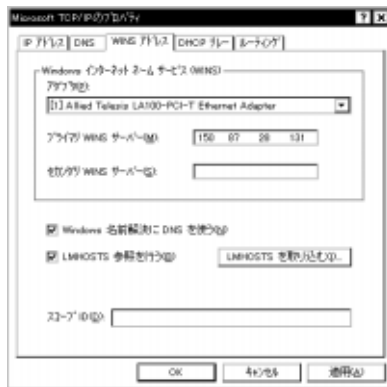 Microsoft TCP/IPのプロパティ
IP アドレス DNS WINS アドレス DHCP リレー ルーティング
Windows インターネット ネーム サービス (WINS)
アダプタ(P):
[1] Allied Telesis LA100-PCI-T Ethernet Adapter
プライマリ WINS サーバー(M): 150 87 28 131
セカンダリ WINS サーバー(S):
Windows 名前解決に DNS を使う(N)
LMHOSTS 参照を行う(L) LMHOSTS を取り込む(I)...
スコープ ID(D):
OK キャンセル 適用(A)